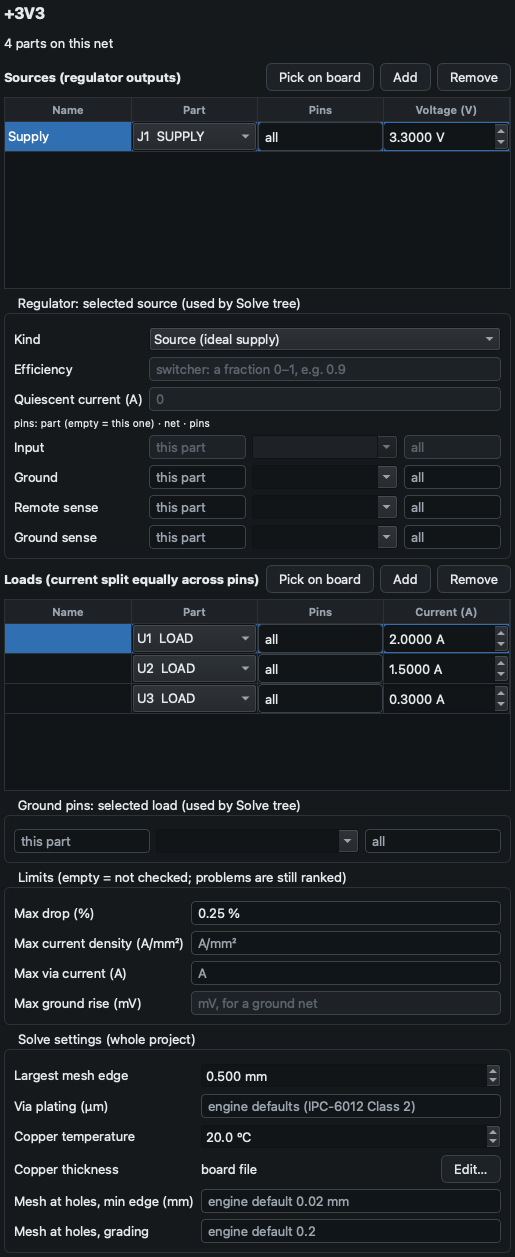 +3V3
4 parts on this net
Sources (regulator outputs) Pick on board Add Remove
Name Part Pins Voltage (V)
Supply J1 SUPPLY all 3.3000 V
Regulator: selected source (used by Solve tree)
Kind Source (ideal supply)
Efficiency switcher: a fraction 0–1, e.g. 0.9
Quiescent current (A) 0
pins: part (empty = this one) · net · pins
Input this part all
Ground this part all
Remote sense this part all
Ground sense this part all
Loads (current split equally across pins) Pick on board Add Remove
Name Part Pins Current (A)
U1 LOAD all 2.0000 A
U2 LOAD all 1.5000 A
U3 LOAD all 0.3000 A
Ground pins: selected load (used by Solve tree)
this part all
Limits (empty = not checked; problems are still ranked)
Max drop (%) 0.25 %
Max current density (A/mm²) A/mm²
Max via current (A) A
Max ground rise (mV) mV, for a ground net
Solve settings (whole project)
Largest mesh edge 0.500 mm
Via plating (µm) engine defaults (IPC-6012 Class 2)
Copper temperature 20.0 °C
Copper thickness board file Edit...
Mesh at holes, min edge (mm) engine default 0.02 mm
Mesh at holes, grading engine default 0.2